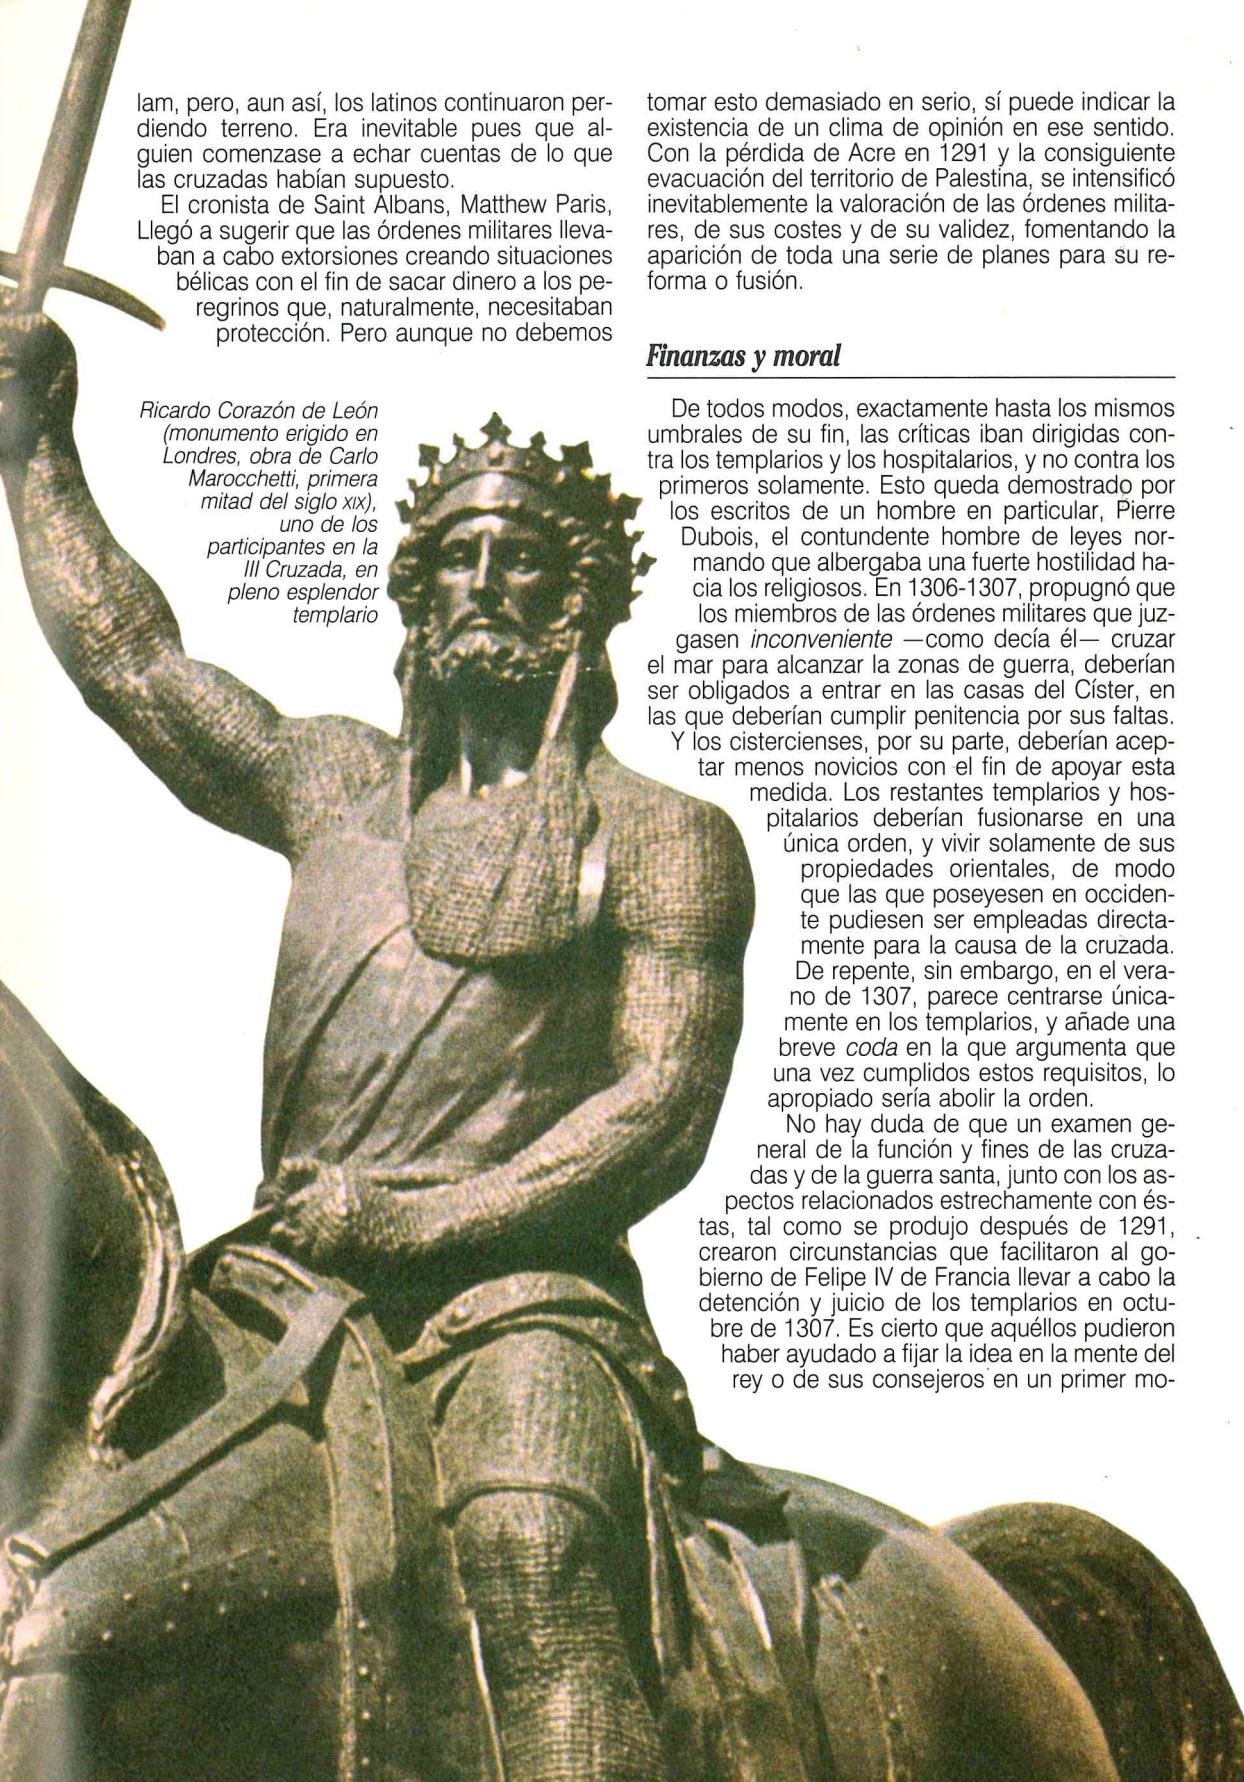 lam, pero, aun así, los latinos continuaron per-
diendo terreno. Era inevitable pues que al-
guien comenzase a echar cuentas de lo que
las cruzadas habían supuesto.
El cronista de Saint Albans, Matthew Paris,
Llegó a sugerir que las órdenes militares lleva-
ban a cabo extorsiones creando situaciones
bélicas con el fin de sacar dinero a los pe-
regrinos que, naturalmente, necesitaban
protección. Pero aunque no debemos
Ricardo Corazón de León
(monumento erigido en
Londres, obra de Carlo
Marocchetti, primera
mitad del siglo XIX),
uno de los
participantes en la
III Cruzada, en
pleno esplendor
templario
tomar esto demasiado en serio, sí puede indicar la
existencia de un clima de opinión en ese sentido.
Con la pérdida de Acre en 1291 y la consiguiente
evacuación del territorio de Palestina, se intensificó
inevitablemente la valoración de las órdenes milita-
res, de sus costes y de su validez, fomentando la
aparición de toda una serie de planes para su re-
forma o fusión.
Finanzas y moral
De todos modos, exactamente hasta los mismos
umbrales de su fin, las críticas iban dirigidas con-
tra los templarios y los hospitalarios, y no contra los
primeros solamente. Esto queda demostrado por
los escritos de un hombre en particular, Pierre
Dubois, el contundente hombre de leyes nor-
mando que albergaba una fuerte hostilidad ha-
cia los religiosos. En 1306-1307, propugnó que
los miembros de las órdenes militares que juz-
gasen inconveniente —como decía él— cruzar
el mar para alcanzar la zonas de guerra, deberían
ser obligados a entrar en las casas del Císter, en
las que deberían cumplir penitencia por sus faltas.
Y los cistercienses, por su parte, deberían acep-
tar menos novicios con el fin de apoyar esta
medida. Los restantes templarios y hos-
pitalarios deberían fusionarse en una
única orden, y vivir solamente de sus
propiedades orientales, de modo
que las que poseyesen en occiden-
te pudiesen ser empleadas directa-
mente para la causa de la cruzada.
De repente, sin embargo, en el vera-
no de 1307, parece centrarse única-
mente en los templarios, y añade una
breve coda en la que argumenta que
una vez cumplidos estos requisitos, lo
apropiado sería abolir la orden.
No hay duda de que un examen ge-
neral de la función y fines de las cruza-
das y de la guerra santa, junto con los as-
pectos relacionados estrechamente con és-
tas, tal como se produjo después de 1291,
crearon circunstancias que facilitaron al go-
bierno de Felipe IV de Francia llevar a cabo la
detención y juicio de los templarios en octu-
bre de 1307. Es cierto que aquéllos pudieron
haber ayudado a fijar la idea en la mente del
rey o de sus consejeros en un primer mo-